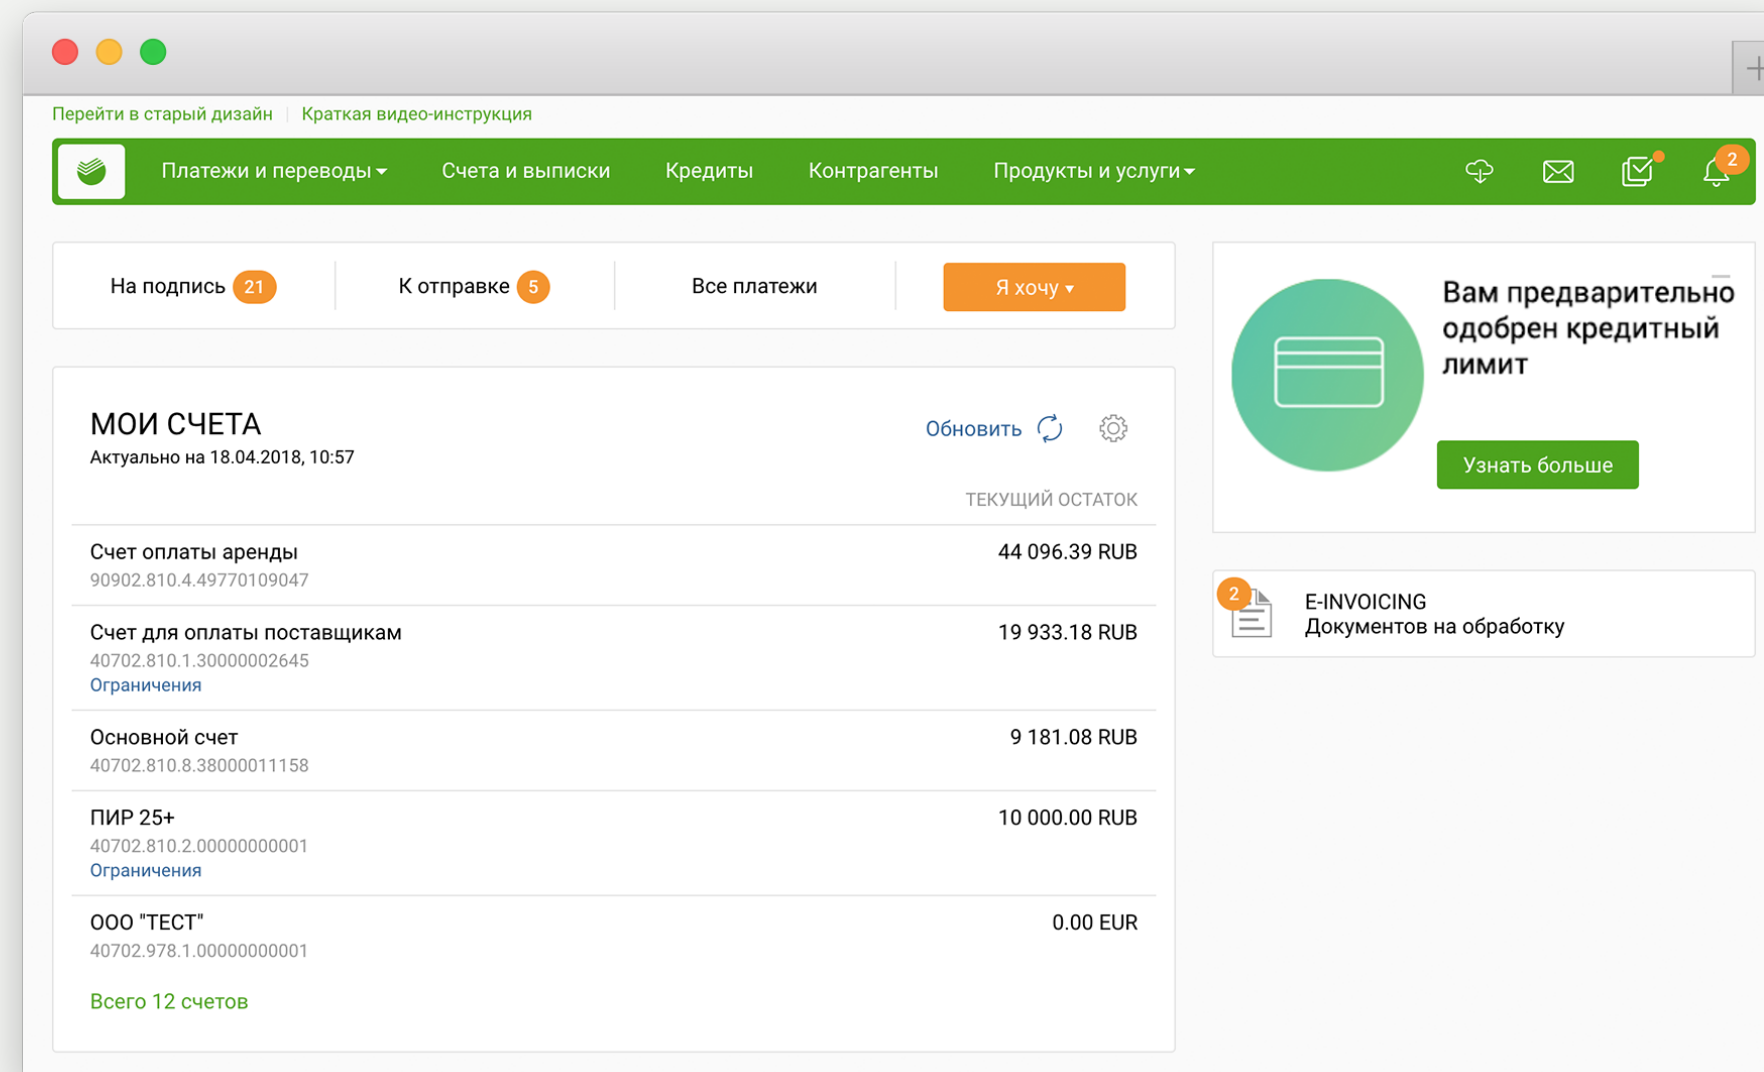 Перейти в старый дизайн Краткая видео-инструкция
Платежи и переводы Счета и выписки Кредиты Контрагенты Продукты и услуги 2
На подпись 21 К отправке 5 Все платежи Я хочу
МОИ СЧЕТА Обновить
Актуально на 18.04.2018, 10:57
ТЕКУЩИЙ ОСТАТОК
Счет оплаты аренды 44 096.39 RUB
90902.810.4.49770109047
Счет для оплаты поставщикам 19 933.18 RUB
40702.810.1.30000002645
Ограничения
Основной счет 9 181.08 RUB
40702.810.8.38000011158
ПИР 25+ 10 000.00 RUB
40702.810.2.00000000001
Ограничения
ООО "ТЕСТ" 0.00 EUR
40702.978.1.00000000001
Всего 12 счетов
Вам предварительно
одобрен кредитный
лимит
Узнать больше
2 E-INVOICING
Документов на обработку